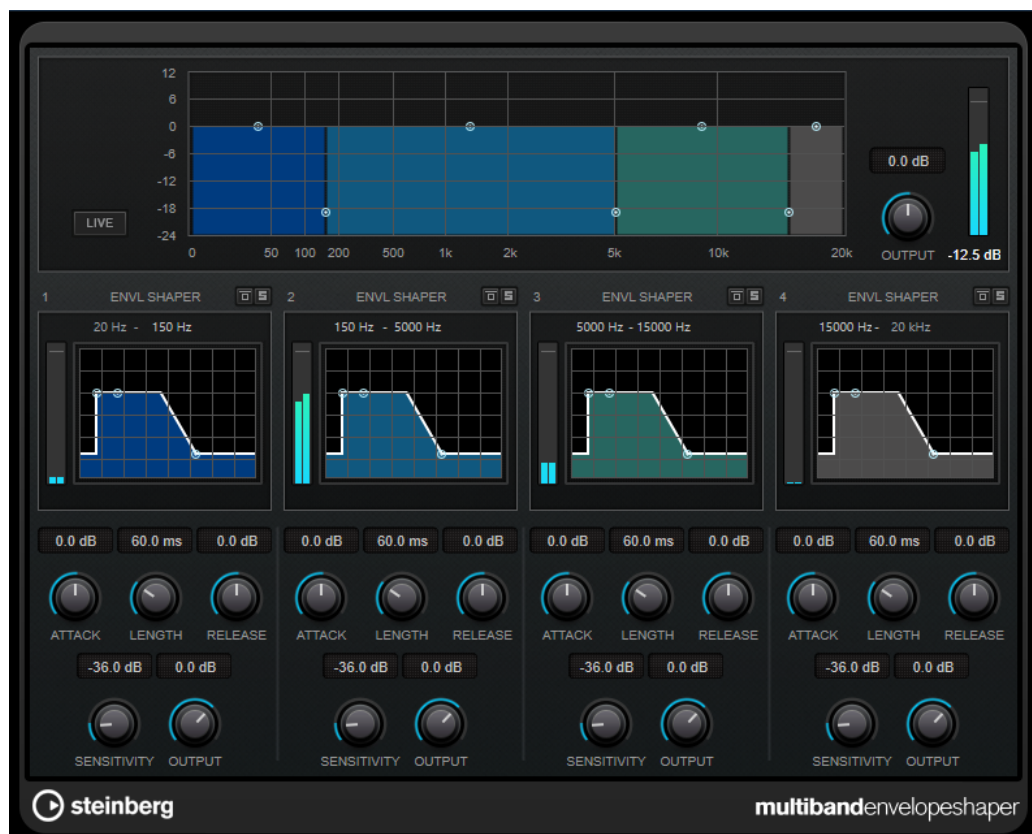 12
6
0
-6
-12
-18
-24
0 50 100 200 500 1k 2k 5k 10k 20k
LIVE
0.0 dB
OUTPUT -12.5 dB
1 ENVL SHAPER S 2 ENVL SHAPER S 3 ENVL SHAPER S 4 ENVL SHAPER S
20 Hz - 150 Hz 150 Hz - 5000 Hz 5000 Hz - 15000 Hz 15000 Hz - 20 kHz
0.0 dB 60.0 ms 0.0 dB 0.0 dB 60.0 ms 0.0 dB 0.0 dB 60.0 ms 0.0 dB 0.0 dB 60.0 ms 0.0 dB
ATTACK LENGTH RELEASE ATTACK LENGTH RELEASE ATTACK LENGTH RELEASE ATTACK LENGTH RELEASE
-36.0 dB 0.0 dB -36.0 dB 0.0 dB -36.0 dB 0.0 dB -36.0 dB 0.0 dB
SENSITIVITY OUTPUT SENSITIVITY OUTPUT SENSITIVITY OUTPUT SENSITIVITY OUTPUT
steinberg multibandenvelopeshaper